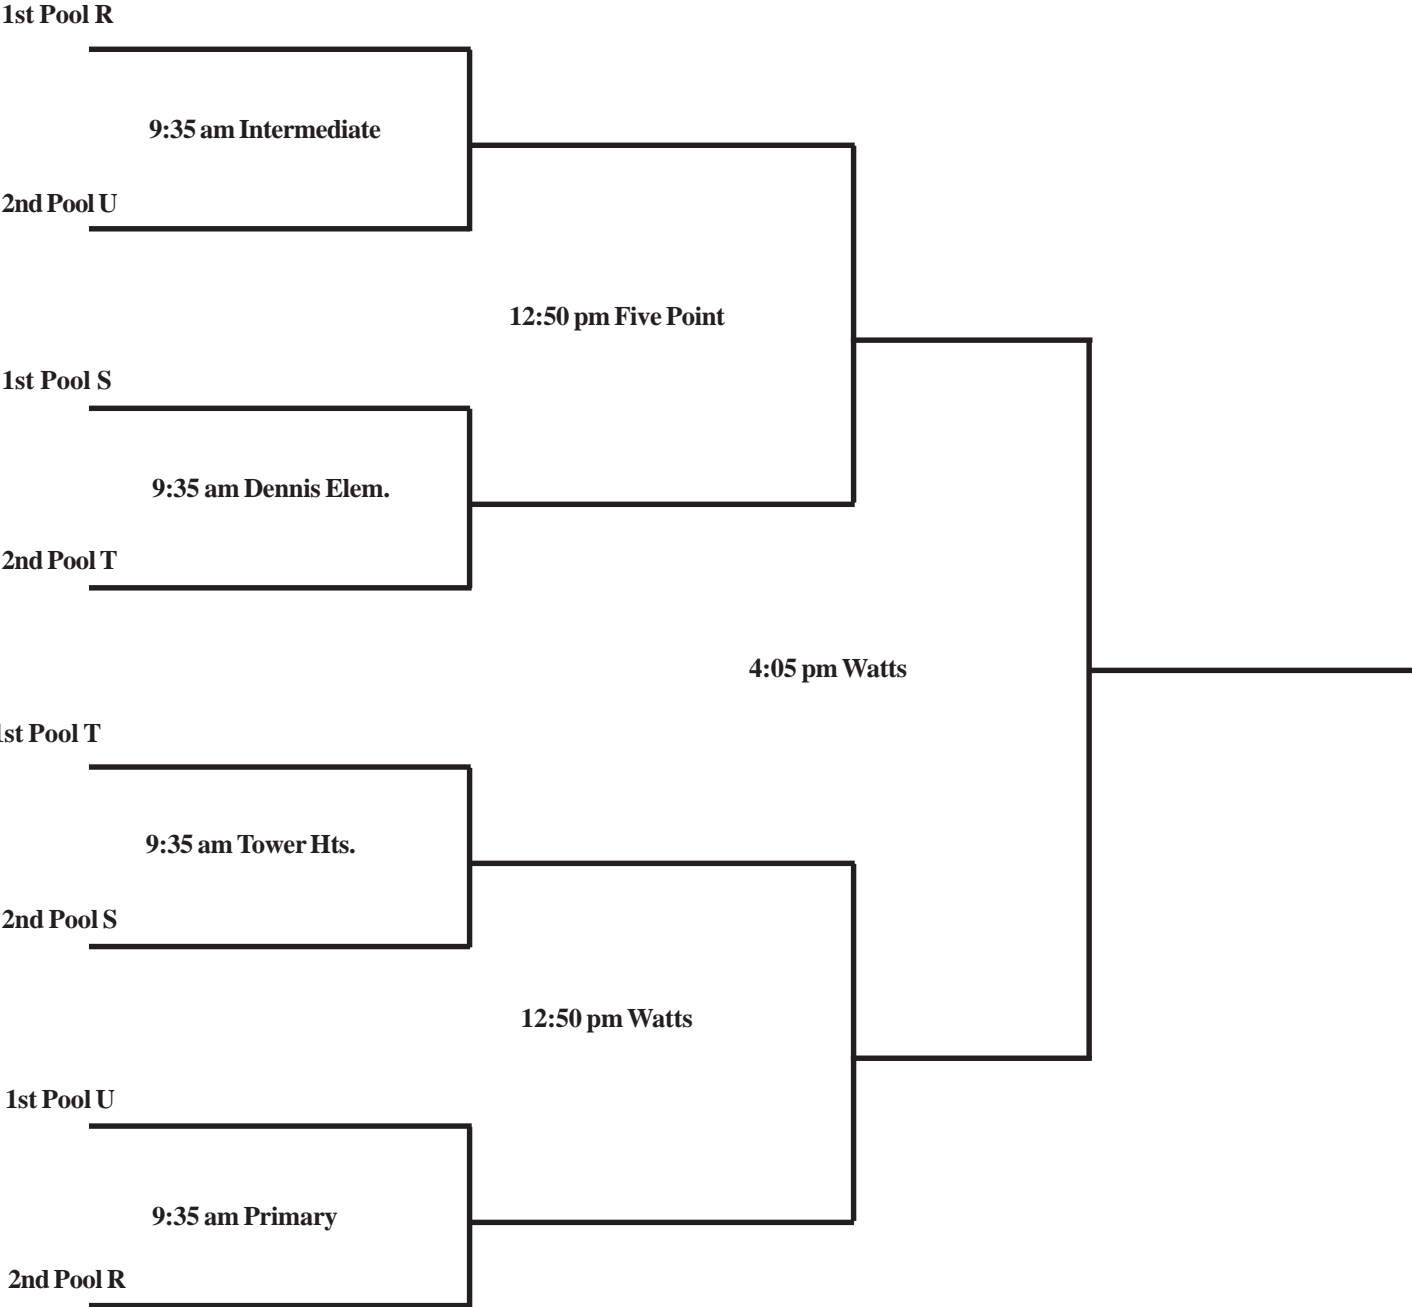 1st Pool R
9:35 am Intermediate
2nd Pool U
12:50 pm Five Point
1st Pool S
9:35 am Dennis Elem.
2nd Pool T
4:05 pm Watts
1st Pool T
9:35 am Tower Hts.
2nd Pool S
12:50 pm Watts
1st Pool U
9:35 am Primary
2nd Pool R